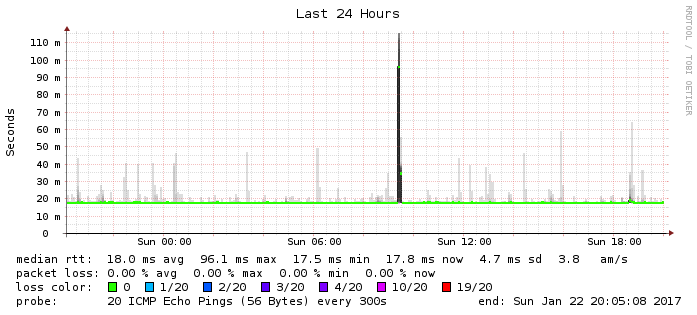 Last 24 Hours
RRDTOOL / TOBI OETIKER
Seconds
110 m
100 m
90 m
80 m
70 m
60 m
50 m
40 m
30 m
20 m
10 m
0
Sun 00:00 Sun 06:00 Sun 12:00 Sun 18:00
median rtt: 18.0 ms avg 96.1 ms max 17.5 ms min 17.8 ms now 4.7 ms sd 3.8 am/s
packet loss: 0.00 % avg 0.00 % max 0.00 % min 0.00 % now
loss color: 0 1/20 2/20 3/20 4/20 10/20 19/20
probe: 20 ICMP Echo Pings (56 Bytes) every 300s end: Sun Jan 22 20:05:08 2017